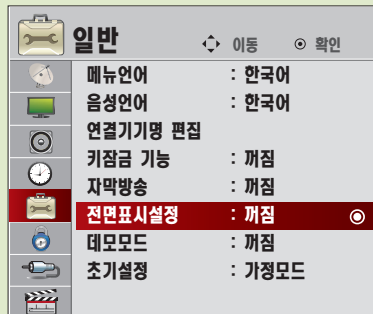 일반 이동 확인
메뉴언어 : 한국어
음성언어 : 한국어
연결기기명 편집
키잠금 기능 : 꺼짐
자막방송 : 꺼짐
전면표시설정 : 꺼짐
데모모드 : 꺼짐
초기설정 : 가정모드